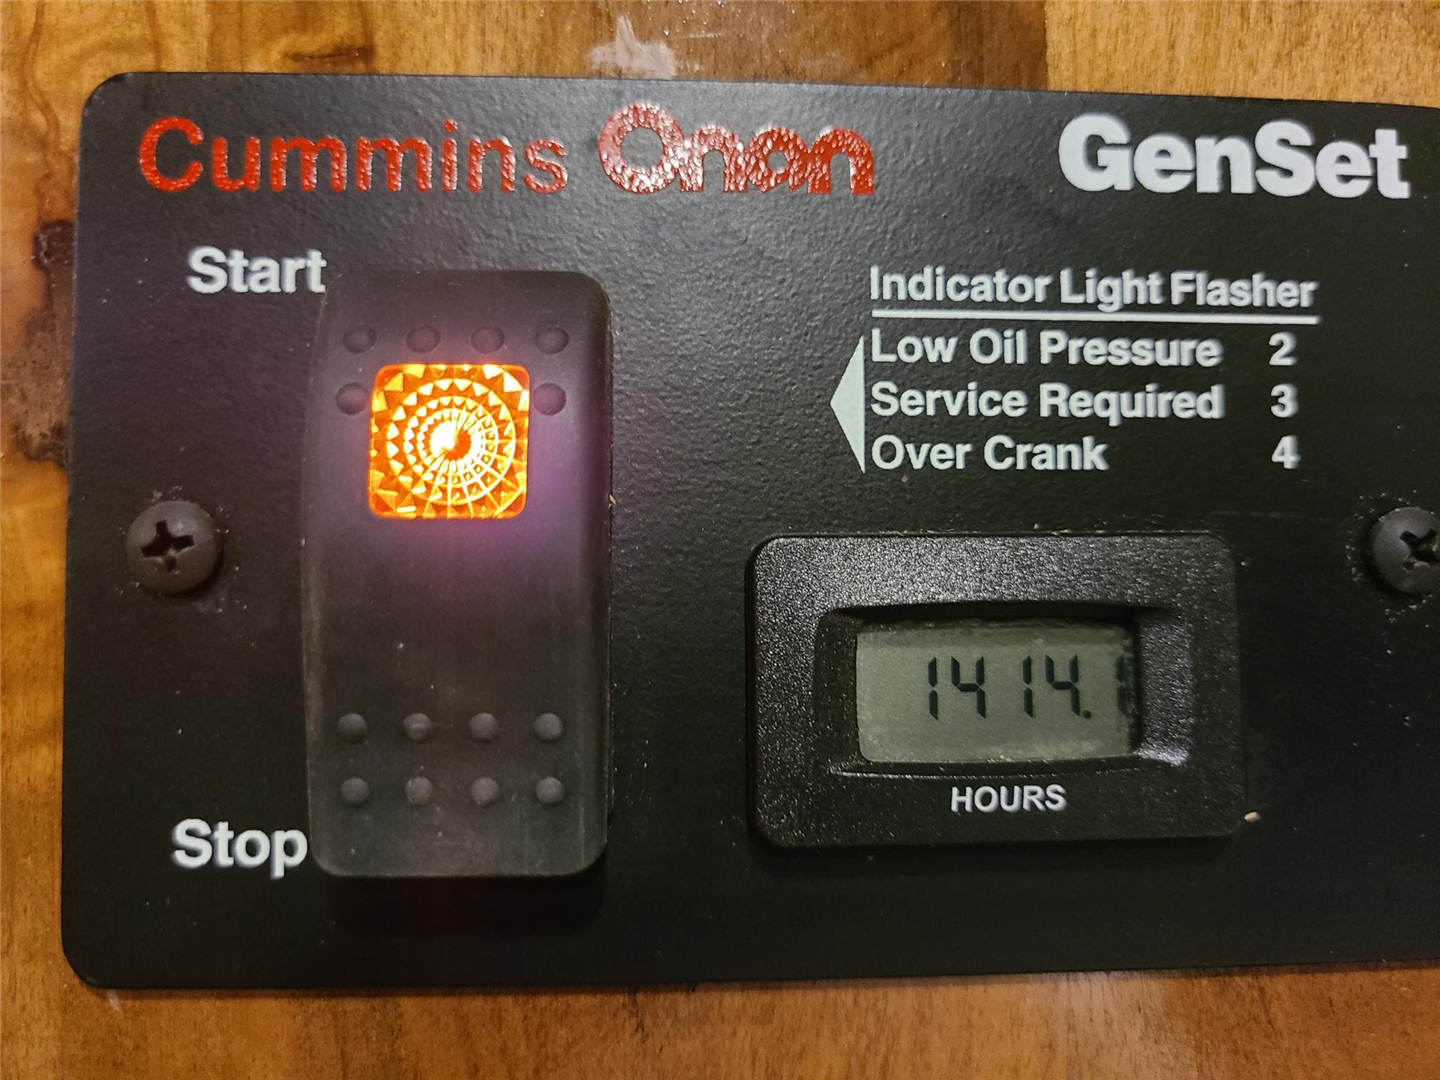 Cummins Onan GenSet
Start
Indicator Light Flasher
Low Oil Pressure 2
Service Required 3
Over Crank 4
1414.
HOURS
Stop